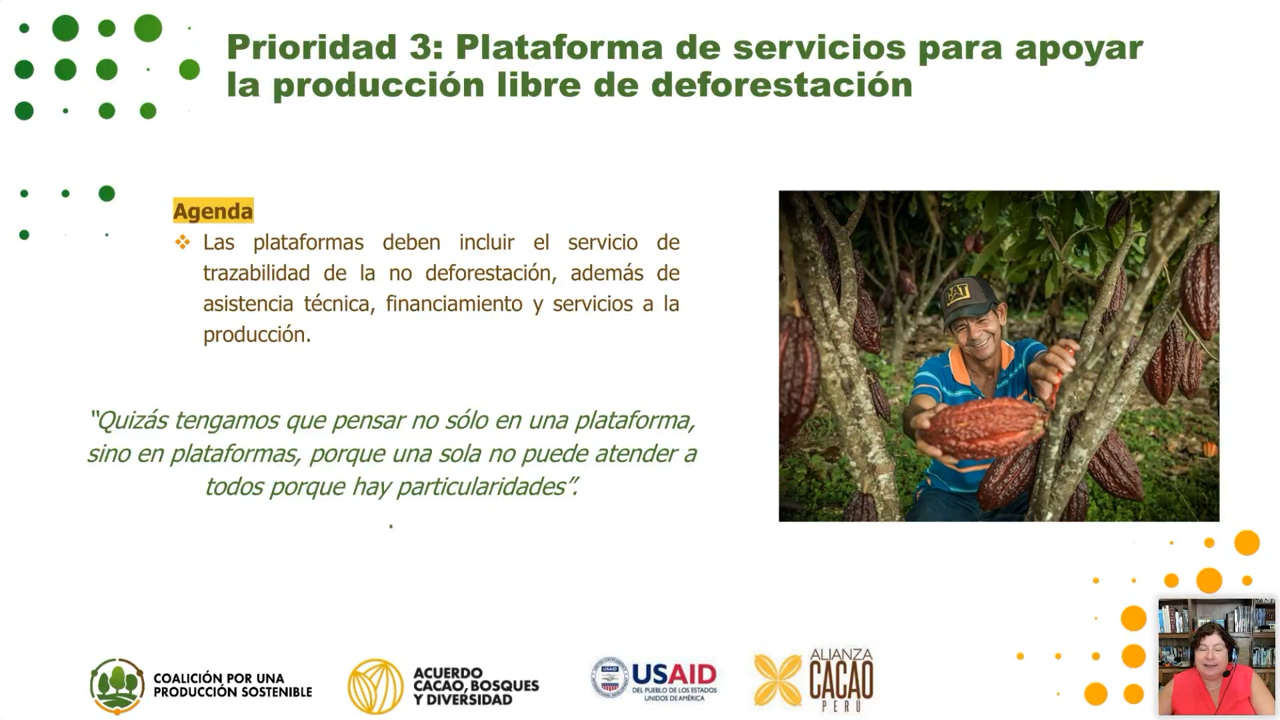 Prioridad 3: Plataforma de servicios para apoyar
la producción libre de deforestación
Agenda
❖ Las plataformas deben incluir el servicio de
trazabilidad de la no deforestación, además de
asistencia técnica, financiamiento y servicios a la
producción.
“Quizás tengamos que pensar no sólo en una plataforma,
sino en plataformas, porque una sola no puede atender a
todos porque hay particularidades”.
.
CAT
COALICIÓN POR UNA
PRODUCCIÓN SOSTENIBLE
ACUERDO
CACAO, BOSQUES
Y DIVERSIDAD
USAID
DEL PUEBLO DE LOS ESTADOS
UNIDOS DE AMÉRICA
ALIANZA
CACAO
PERÚ